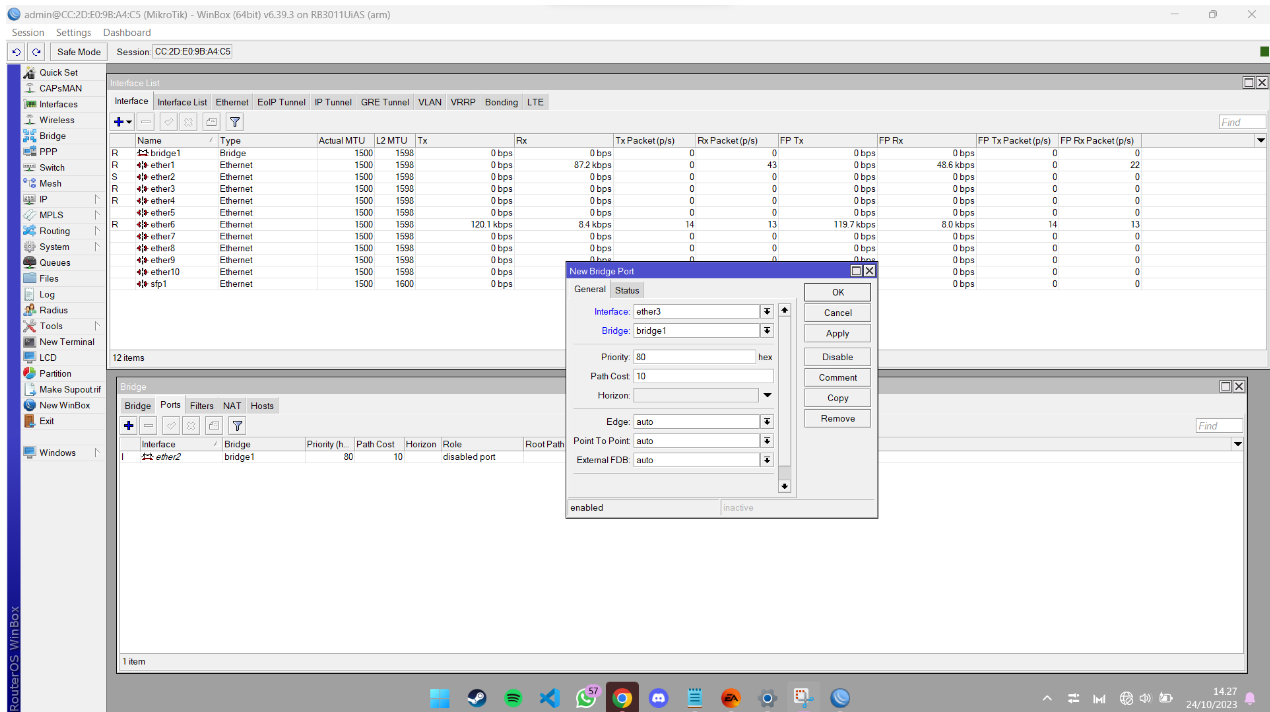 admin@CC:2D:E0:9B:A4:C5 (MikroTik) - WinBox (64bit) v6.39.3 on RB3011UiAS (arm)
Session Settings Dashboard
Safe Mode Session: CC:2D:E0:9B:A4:C5
Quick Set
CAPsMAN
Interfaces
Wireless
Bridge
PPP
Switch
Mesh
IP
MPLS
Routing
System
Queues
Files
Log
Radius
Tools
New Terminal
LCD
Partition
Make Supout.rif
New WinBox
Exit
Windows
RouterOS WinBox
Interface List
Interface Interface List Ethernet EoIP Tunnel IP Tunnel GRE Tunnel VLAN VRRP Bonding LTE
Find
Name Type Actual MTU L2 MTU Tx Rx Tx Packet (p/s) Rx Packet (p/s) FP Tx FP Rx FP Tx Packet (p/s) FP Rx Packet (p/s)
R bridge1 Bridge 1500 1598 0 bps 0 bps 0 0 0 bps 0 bps 0 0
R ether1 Ethernet 1500 1598 0 bps 87.2 kbps 0 43 0 bps 48.6 kbps 0 22
S ether2 Ethernet 1500 1598 0 bps 0 bps 0 0 0 bps 0 bps 0 0
R ether3 Ethernet 1500 1598 0 bps 0 bps 0 0 0 bps 0 bps 0 0
R ether4 Ethernet 1500 1598 0 bps 0 bps 0 0 0 bps 0 bps 0 0
ether5 Ethernet 1500 1598 0 bps 0 bps 0 0 0 bps 0 bps 0 0
R ether6 Ethernet 1500 1598 120.1 kbps 8.4 kbps 14 13 119.7 kbps 8.0 kbps 14 13
ether7 Ethernet 1500 1598 0 bps 0 bps 0 0 0 bps 0 bps 0 0
ether8 Ethernet 1500 1598 0 bps 0 bps 0 0 0 bps 0 bps 0 0
ether9 Ethernet 1500 1598 0 bps 0 bps 0 0 0 bps 0 bps 0 0
ether10 Ethernet 1500 1598 0 bps 0 bps 0 0
sfp1 Ethernet 1500 1600 0 bps 0 bps 0 0
12 items
New Bridge Port
General Status
Interface: ether3
Bridge: bridge1
Priority: 80 hex
Path Cost: 10
Horizon:
Edge: auto
Point To Point: auto
External FDB: auto
enabled inactive
OK
Cancel
Apply
Disable
Comment
Copy
Remove
Bridge
Bridge Ports Filters NAT Hosts
Find
Interface Bridge Priority (h... Path Cost Horizon Role Root Path
I ether2 bridge1 80 10 disabled port
1 item
57
EA
14.27
24/10/2023